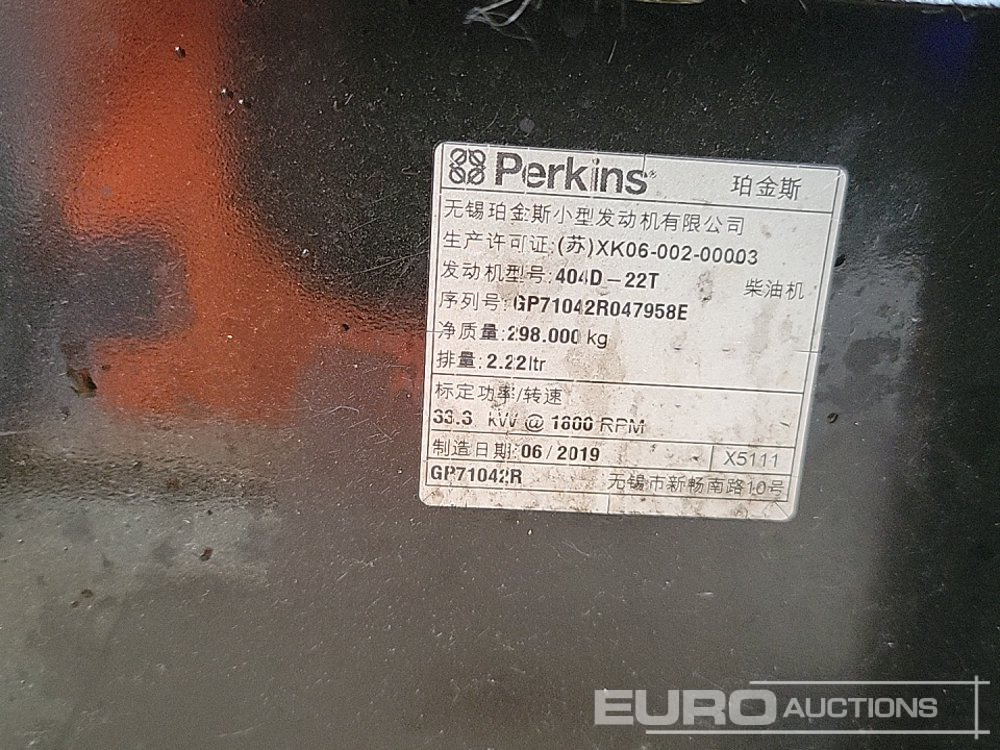 Perkins® 珀金斯
无锡珀金斯小型发动机有限公司
生产许可证:(苏)XK06-002-00003
发动机型号:404D-22T 柴油机
序列号:GP71042R047958E
净质量:298.000 kg
排量:2.22ltr
标定功率/转速
33.3 kW @ 1800 RPM
制造日期:06/2019 X5111
GP71042R 无锡市新畅南路10号
EURO AUCTIONS